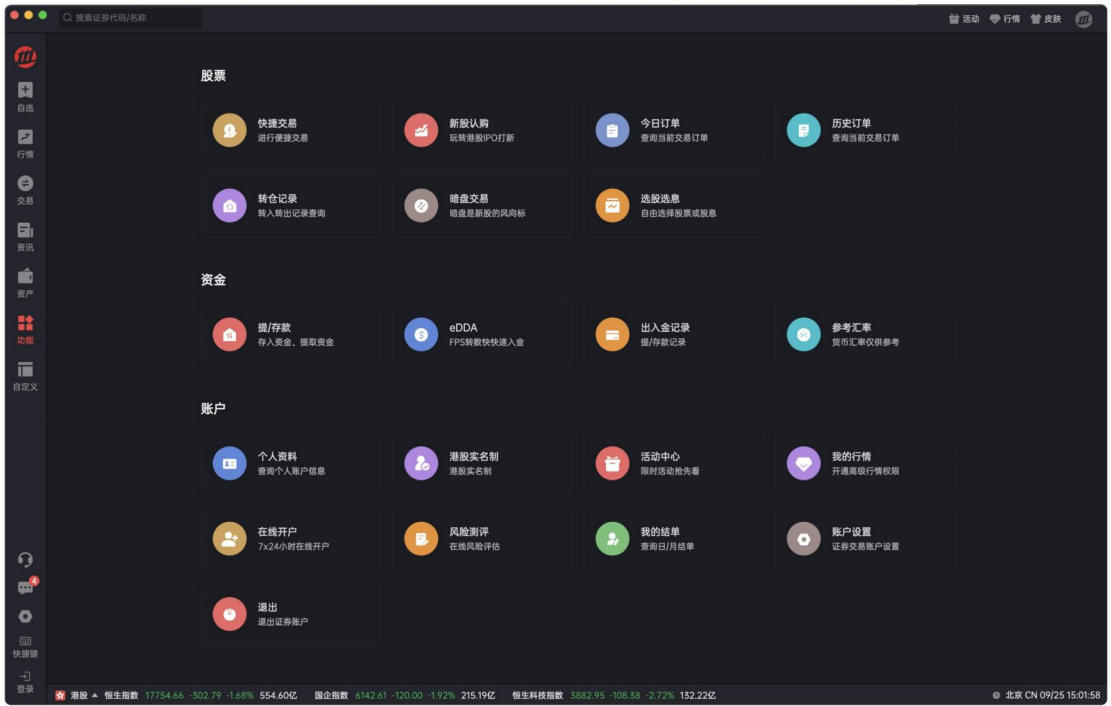 搜索证券代码/名称
活动
行情
皮肤
自选
行情
交易
资讯
资产
功能
自定义
4
快捷键
登录
股票
快捷交易
进行便捷交易
新股认购
玩转港股IPO打新
今日订单
查询当前交易订单
历史订单
查询当前交易订单
转仓记录
转入转出记录查询
暗盘交易
暗盘是新股的风向标
选股选息
自由选择股票或股息
资金
提/存款
存入资金、提取资金
eDDA
FPS转数快快速入金
出入金记录
提/存款记录
参考汇率
货币汇率仅供参考
账户
个人资料
查询个人账户信息
港股实名制
港股实名制
活动中心
限时活动抢先看
我的行情
开通高级行情权限
在线开户
7x24小时在线开户
风险测评
在线风险评估
我的结单
查询日/月结单
账户设置
证券交易账户设置
退出
退出证券账户
港股 恒生指数 17754.66 -302.79 -1.68% 554.60亿 国企指数 6142.61 -120.00 -1.92% 215.19亿 恒生科技指数 3882.95 -108.38 -2.72% 132.22亿 北京 CN 09/25 15:01:58